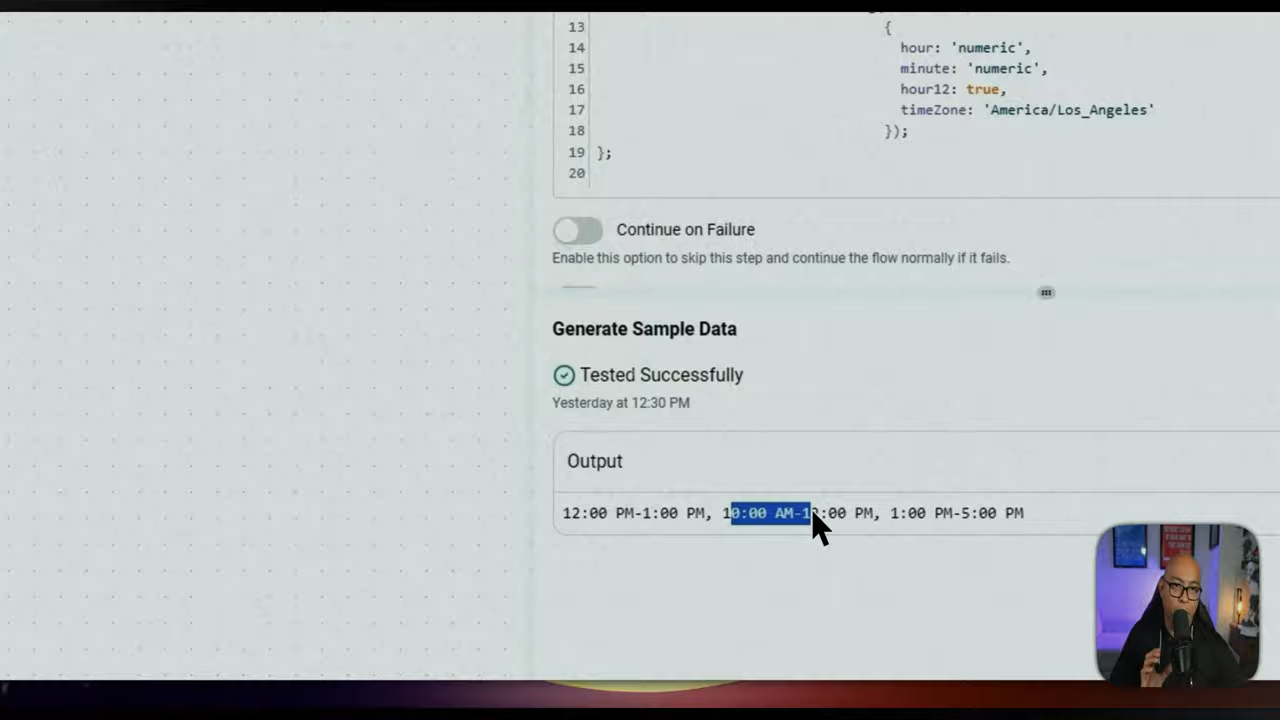 13 {
14 hour: 'numeric',
15 minute: 'numeric',
16 hour12: true,
17 timeZone: 'America/Los_Angeles'
18 });
19 };
20
Continue on Failure
Enable this option to skip this step and continue the flow normally if it fails.
Generate Sample Data
Tested Successfully
Yesterday at 12:30 PM
Output
12:00 PM-1:00 PM, 10:00 AM-12:00 PM, 1:00 PM-5:00 PM